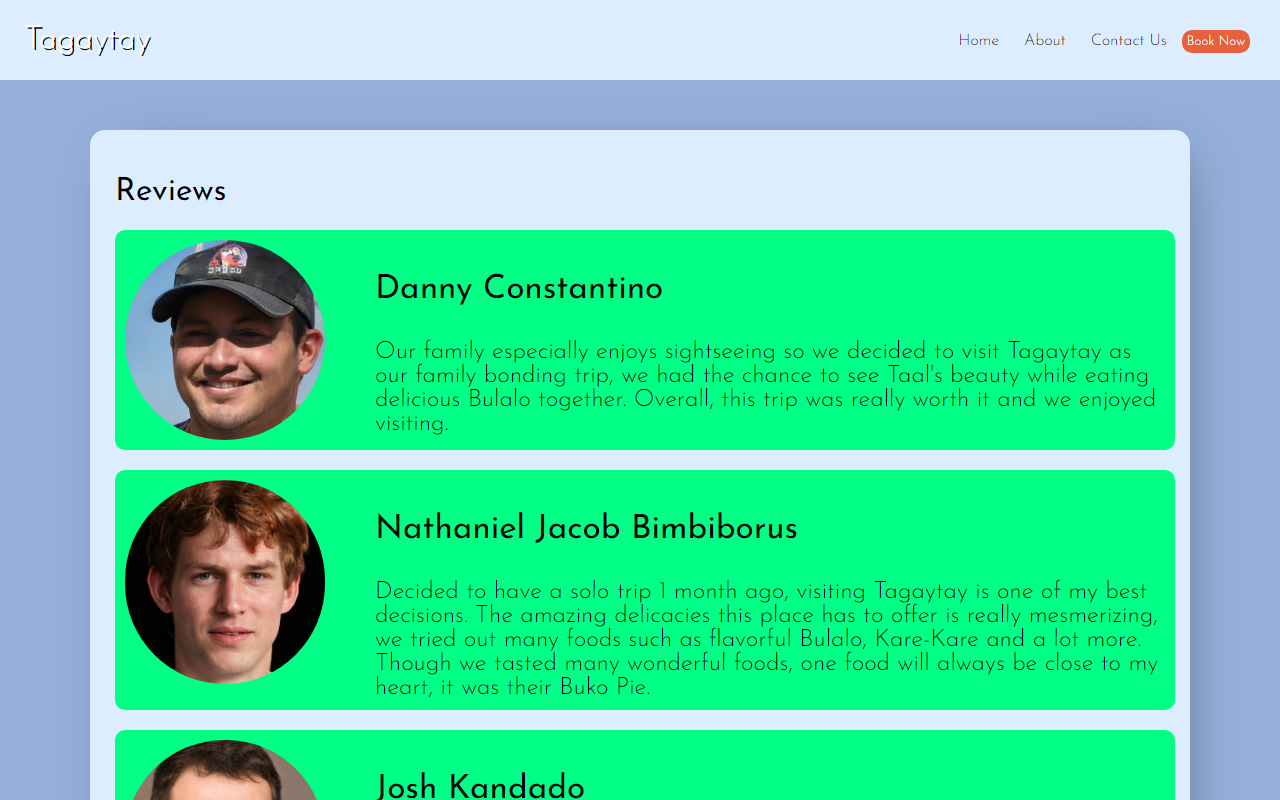 Tagaytay
Home
About
Contact Us
Book Now
Reviews
Danny Constantino
Our family especially enjoys sightseeing so we decided to visit Tagaytay as
our family bonding trip, we had the chance to see Taal's beauty while eating
delicious Bulalo together. Overall, this trip was really worth it and we enjoyed
visiting.
Nathaniel Jacob Bimbiborus
Decided to have a solo trip 1 month ago, visiting Tagaytay is one of my best
decisions. The amazing delicacies this place has to offer is really mesmerizing,
we tried out many foods such as flavorful Bulalo, Kare-Kare and a lot more.
Though we tasted many wonderful foods, one food will always be close to my
heart, it was their Buko Pie.
Josh Kandado